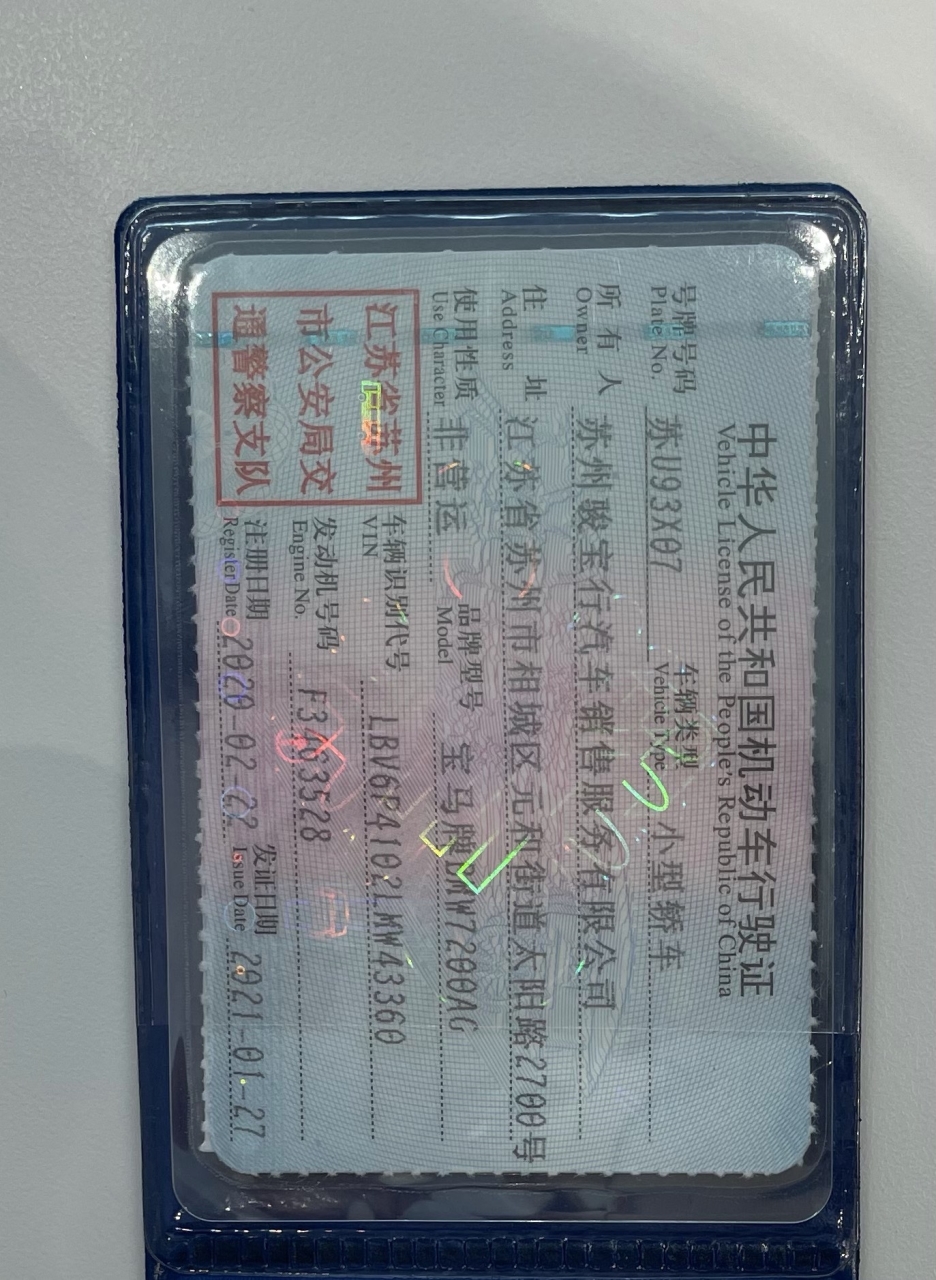 中华人民共和国机动车行驶证
Vehicle License of the People's Republic of China
号牌号码 苏U93X07 车辆类型 小型轿车
Plate No. Vehicle Type
所有人 苏州骏宝行汽车销售服务有限公司
Owner
住址 江苏省苏州市相城区元和街道太阳路2700号
Address
使用性质 非营运 品牌型号 宝马牌BMW7200AG
Use Character Model
江苏省苏州
市公安局交
通警察支队
车辆识别代号 LBV6P4102LMW43360
VIN
发动机号码 F3463528
Engine No.
注册日期 2020-02-22 发证日期 2021-01-27
Register Date Issue Date